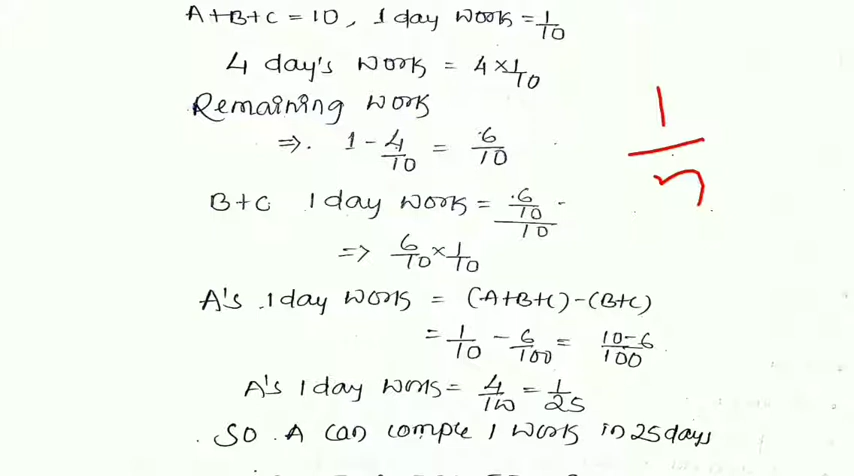 A+B+C = 10, 1 day work = 1/10
4 day's work = 4 × 1/10
Remaining work
⇒. 1 - 4/10 = 6/10
1/n
B+C 1 day work = 6/10 / 10
=> 6/10 × 1/10
A's 1 day work = (A+B+C) - (B+C)
= 1/10 - 6/100 = 10-6/100
A's 1 day work = 4/100 = 1/25
So A can comple 1 work in 25 days